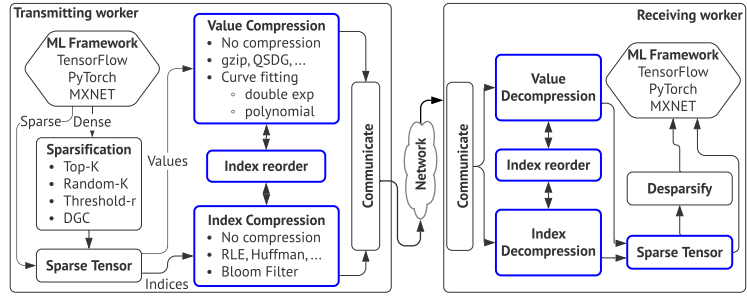 Transmitting worker
ML Framework
TensorFlow
PyTorch
MXNET
Sparse
Dense
Sparsification
• Top-K
• Random-K
• Threshold-r
• DGC
Sparse Tensor
Values
Indices
Value Compression
• No compression
• gzip, QSDG, ...
• Curve fitting
◦ double exp
◦ polynomial
Index reorder
Index Compression
• No compression
• RLE, Huffman, ...
• Bloom Filter
Communicate
Network
Receiving worker
Communicate
Value
Decompression
Index reorder
Index
Decompression
ML Framework
TensorFlow
PyTorch
MXNET
Desparsify
Sparse Tensor